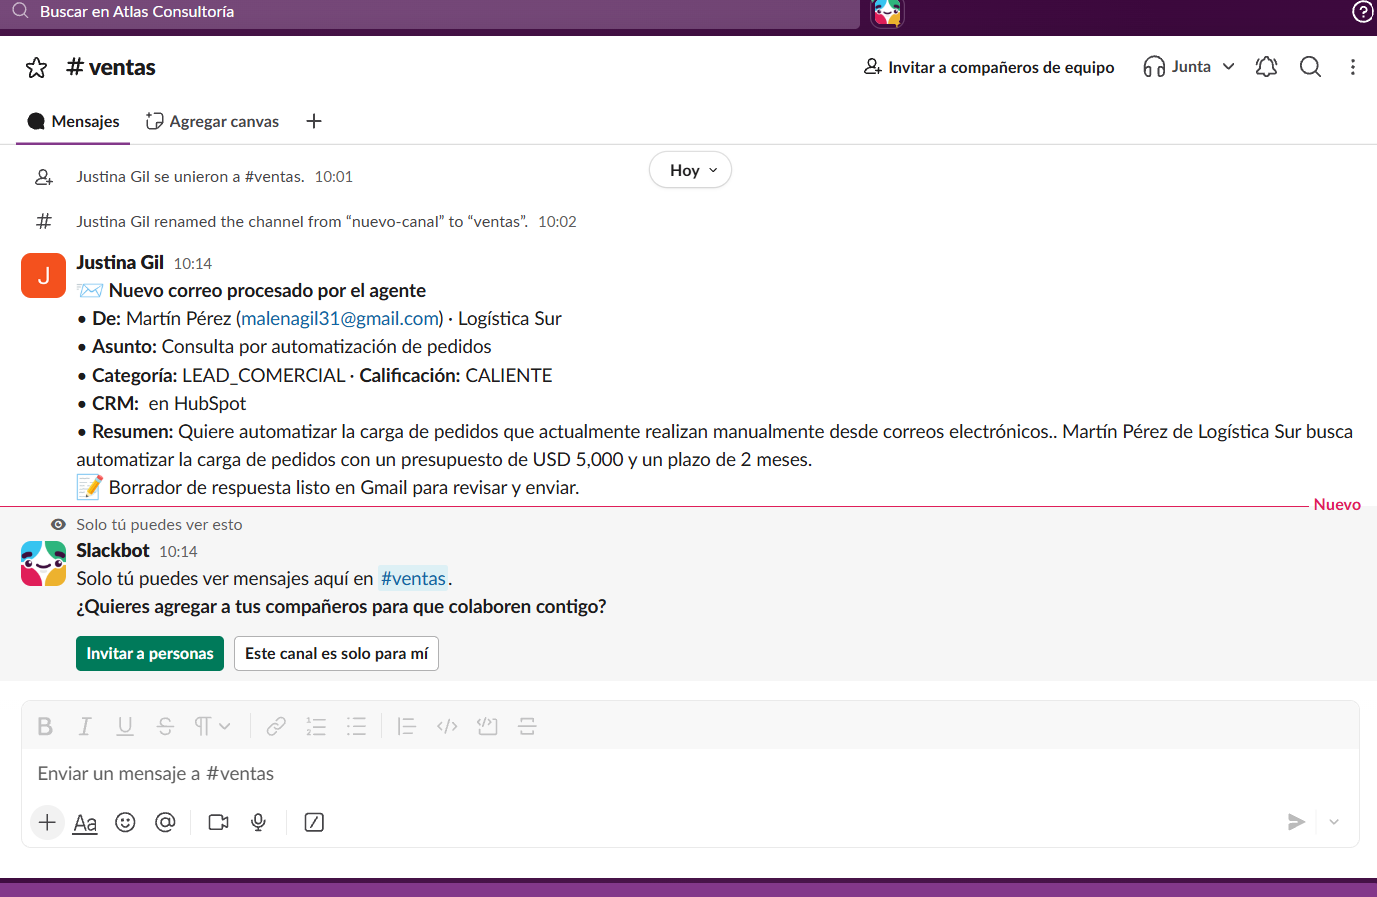 Buscar en Atlas Consultoría
# ventas
Invitar a compañeros de equipo
Junta
Mensajes
Agregar canvas
Hoy
Justina Gil se unieron a #ventas. 10:01
Justina Gil renamed the channel from “nuevo-canal” to “ventas”. 10:02
J
Justina Gil 10:14
📨 Nuevo correo procesado por el agente
• De: Martín Pérez (malenagil31@gmail.com) · Logística Sur
• Asunto: Consulta por automatización de pedidos
• Categoría: LEAD_COMERCIAL · Calificación: CALIENTE
• CRM:  en HubSpot
• Resumen: Quiere automatizar la carga de pedidos que actualmente realizan manualmente desde correos electrónicos.. Martín Pérez de Logística Sur busca
automatizar la carga de pedidos con un presupuesto de USD 5,000 y un plazo de 2 meses.
📝 Borrador de respuesta listo en Gmail para revisar y enviar.
Nuevo
Solo tú puedes ver esto
Slackbot 10:14
Solo tú puedes ver mensajes aquí en #ventas.
¿Quieres agregar a tus compañeros para que colaboren contigo?
Invitar a personas
Este canal es solo para mí
Enviar un mensaje a #ventas
Aa